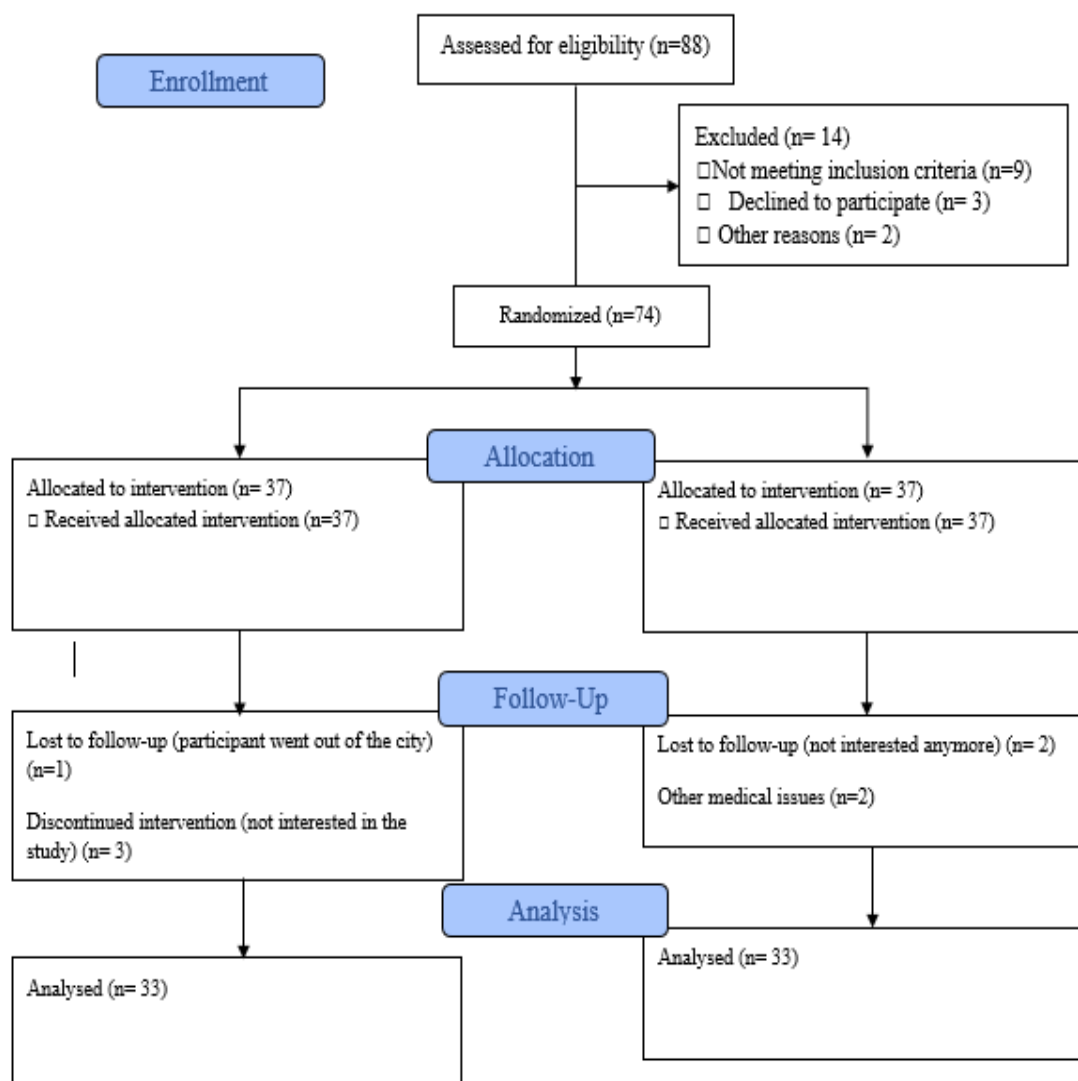 Assessed for eligibility (n=88)
Enrollment
Excluded (n= 14)
□Not meeting inclusion criteria (n=9)
□ Declined to participate (n= 3)
□ Other reasons (n= 2)
Randomized (n=74)
Allocation
Allocated to intervention (n= 37)
□ Received allocated intervention (n=37)
Allocated to intervention (n= 37)
□ Received allocated intervention (n= 37)
Follow-Up
Lost to follow-up (participant went out of the city)
(n=1)
Discontinued intervention (not interested in the
study) (n= 3)
Lost to follow-up (not interested anymore) (n= 2)
Other medical issues (n=2)
Analysis
Analysed (n= 33)
Analysed (n= 33)